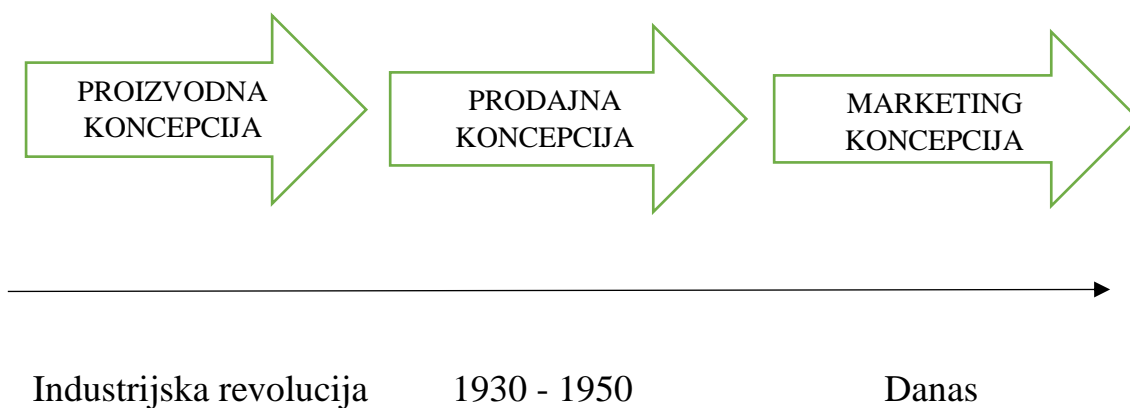 PROIZVODNA
KONCEPCIJA
PRODAJNA
KONCEPCIJA
MARKETING
KONCEPCIJA
Industrijska revolucija
1930 - 1950
Danas